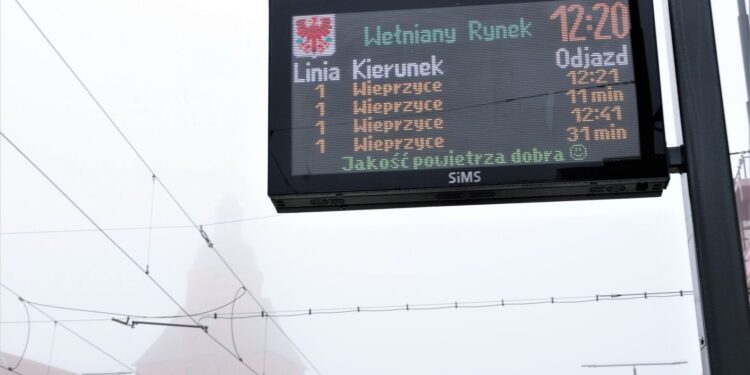 Wełniany Rynek 12:20
Linia Kierunek Odjazd
1 Wieprzyce 12:21
1 Wieprzyce 11 min
1 Wieprzyce 12:41
1 Wieprzyce 31 min
Jakość powietrza dobra ☺
SiMS